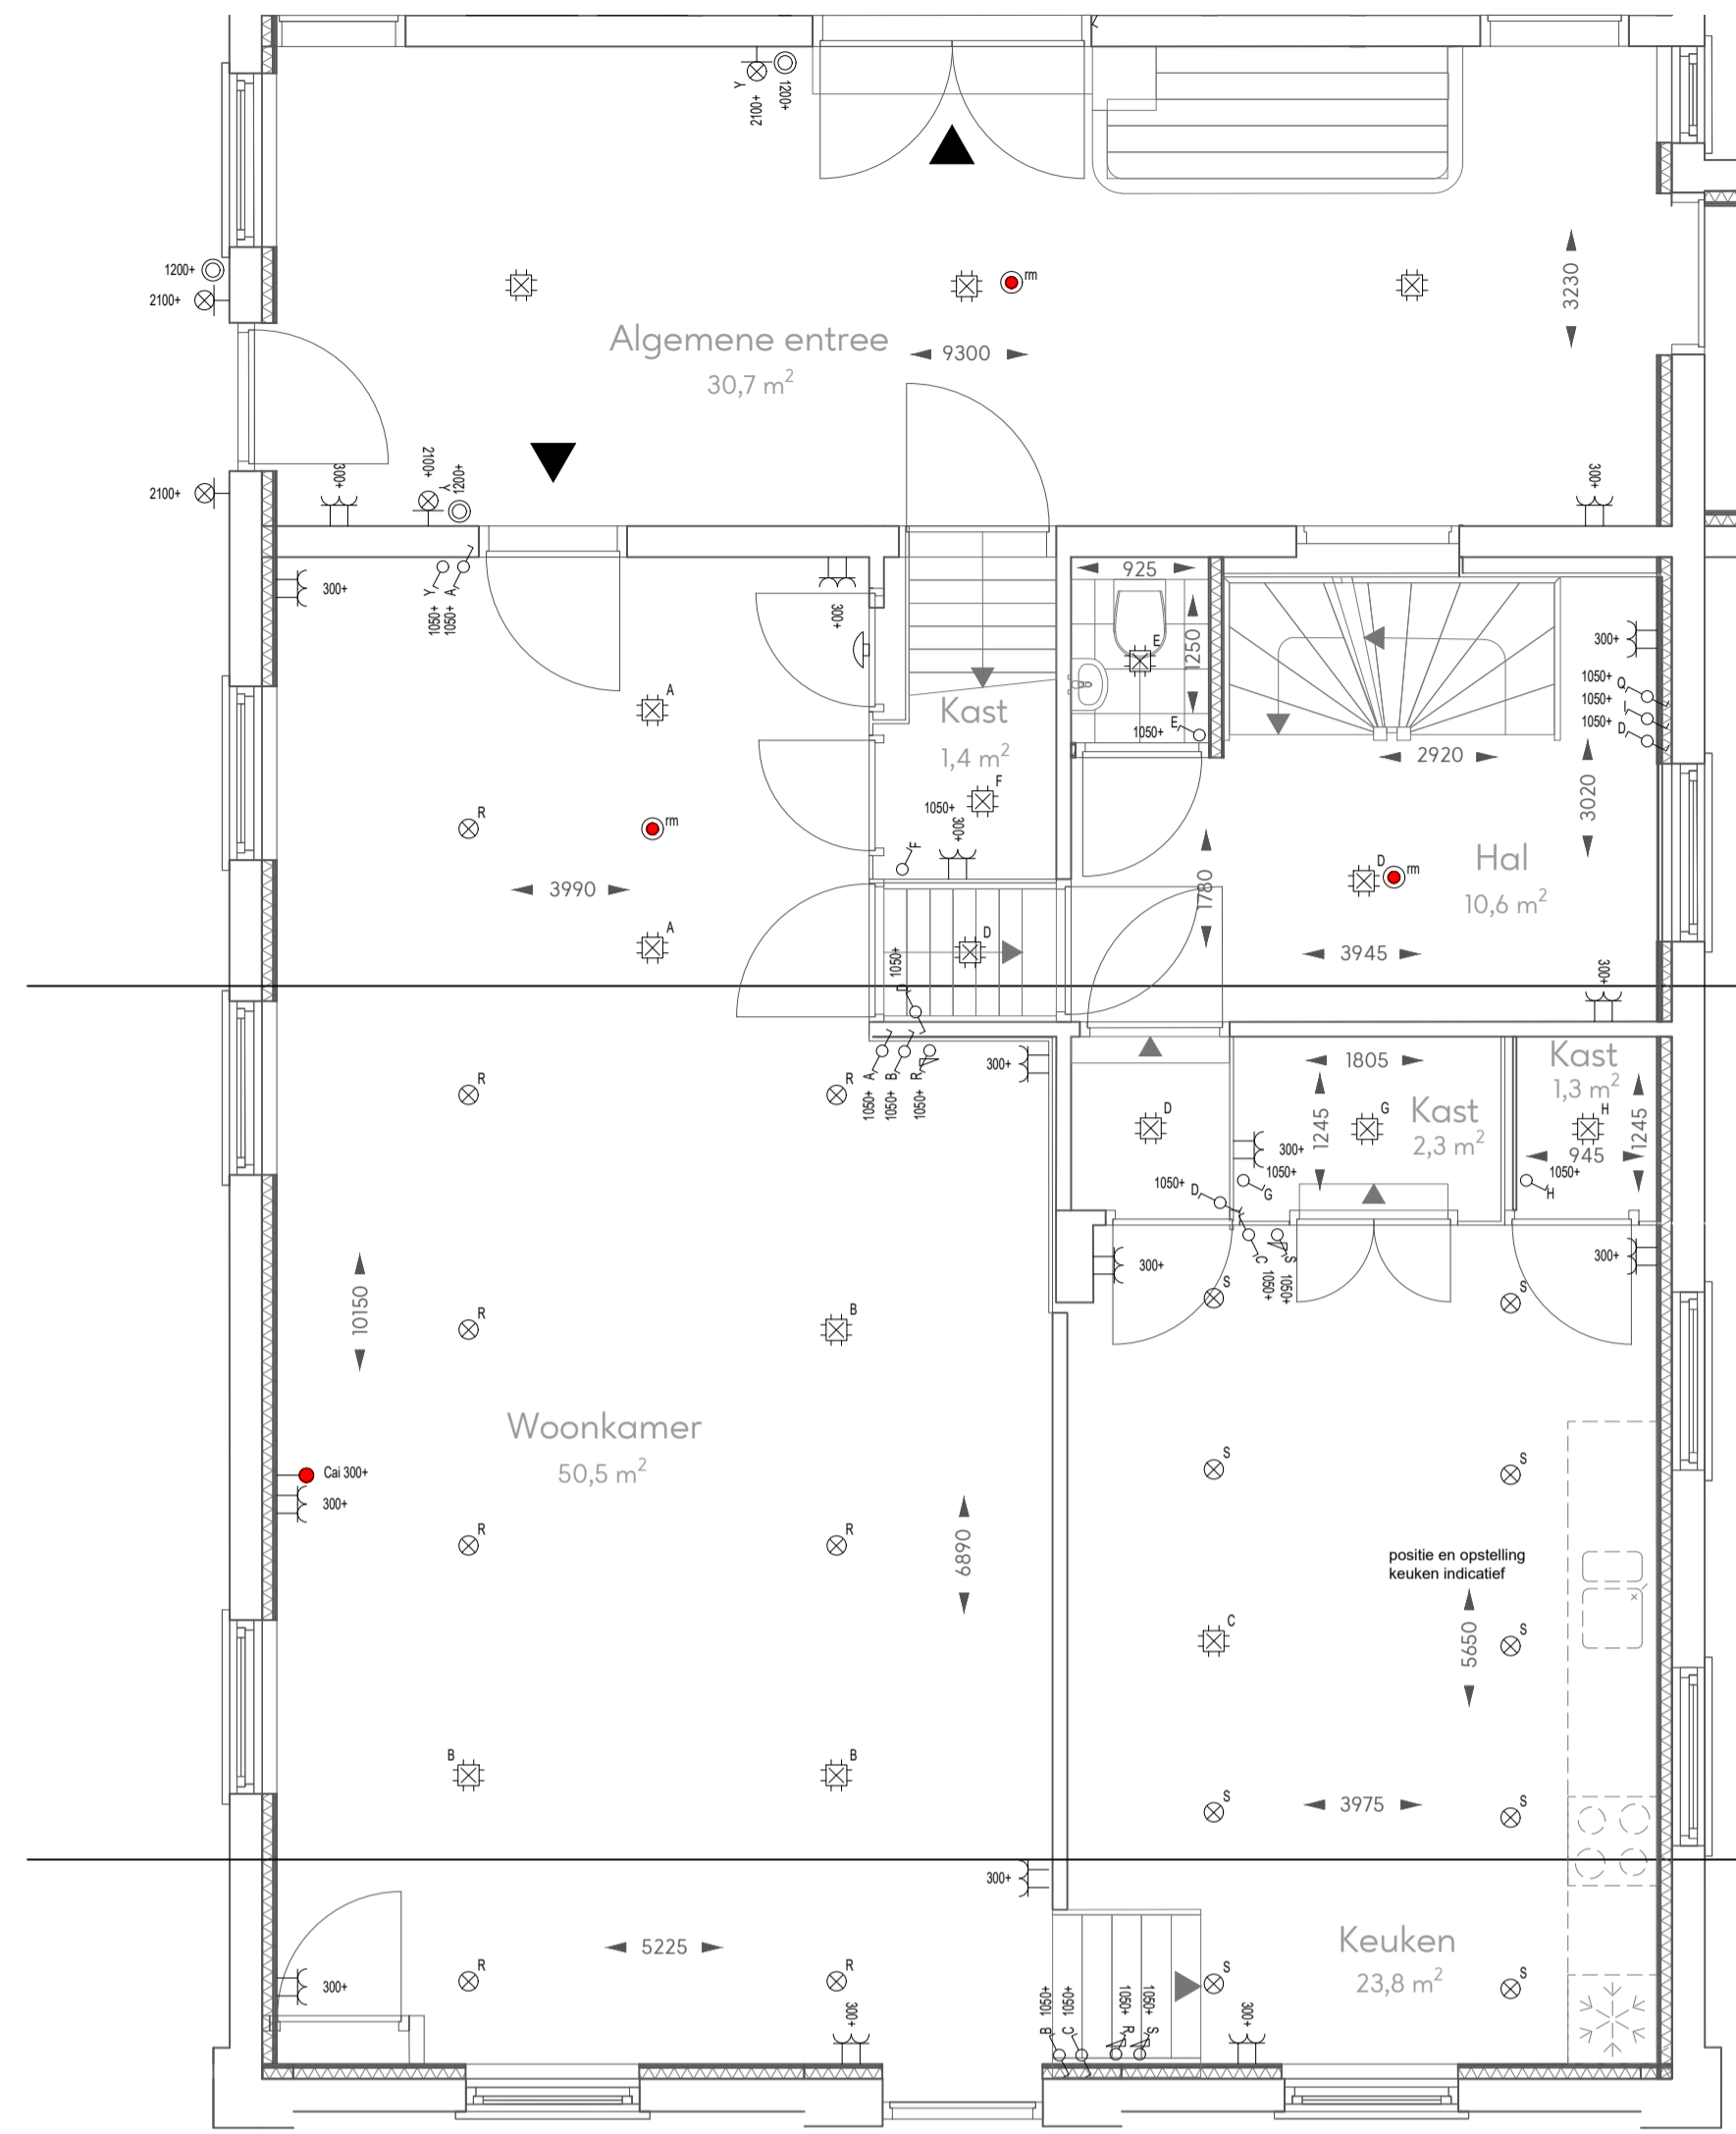 Y
2100+
1200+
1200+
2100+
rm
3230
Algemene entree
30,7 m²
9300
2100+
300+
2100+
Y
1200+
300+
300+
Y
1050+
A
1050+
300+
925
1250
E
E
1050+
300+
1050+ Q
1050+ I
1050+ D
A
Kast
1,4 m²
F
1050+
300+
F
2920
3020
R
rm
3990
1780
Hal
10,6 m²
D
rm
A
D
1050+
D
3945
300+
R
R
A
1050+
B
1050+
R
1050+
300+
1805
1245
Kast
2,3 m²
G
D
300+
1050+
G
1050+ D
Kast
1,3 m²
H
945
1245
1050+
H
C
1050+
S
1050+
300+
300+
S
S
10150
R
B
Woonkamer
50,5 m²
Cai 300+
300+
S
S
R
R
6890
positie en opstelling
keuken indicatief
5650
C
S
B
B
3975
S
S
300+
5225
Keuken
23,8 m²
300+
R
R
S
S
300+
B
1050+
C
1050+
R
1050+
S
1050+
300+